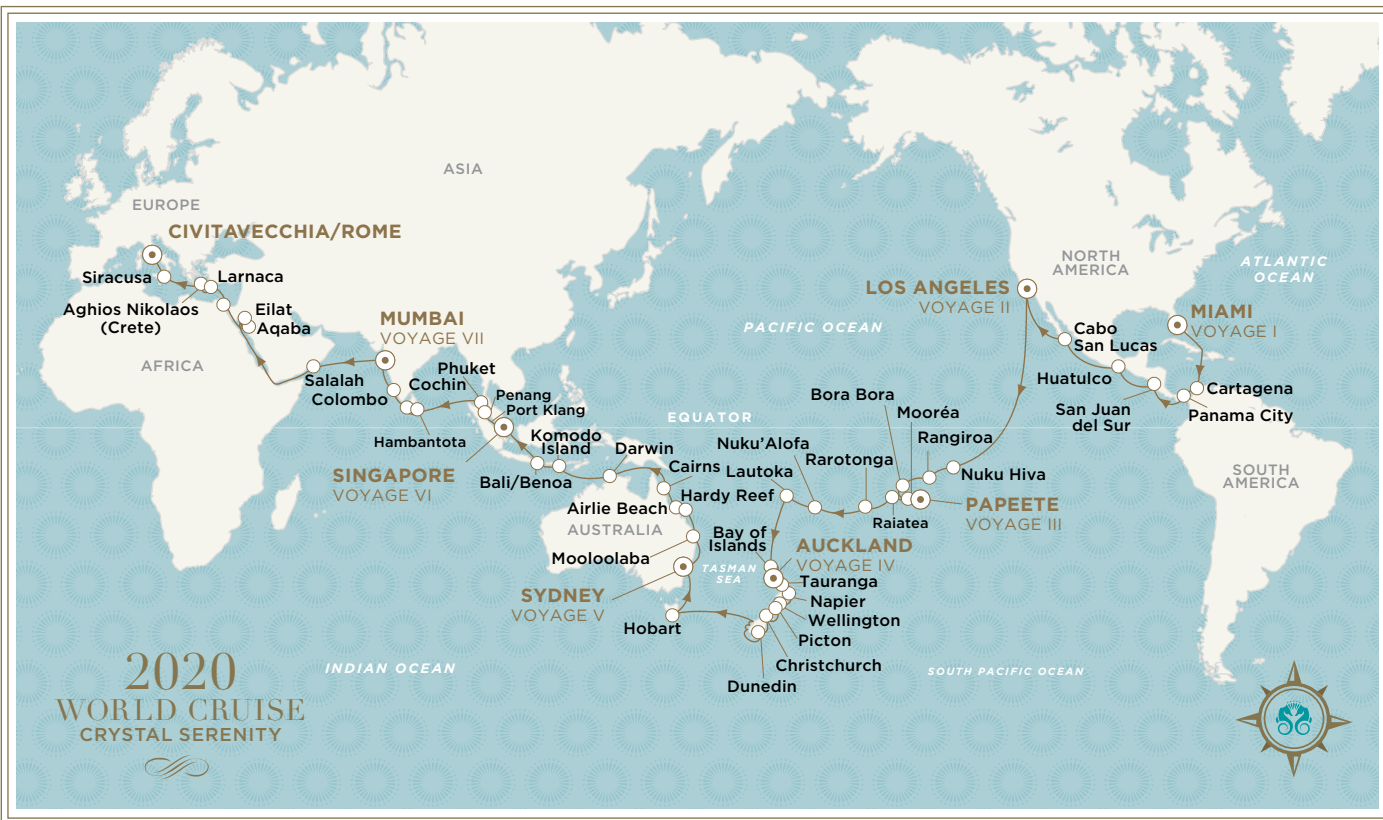 ASIA
EUROPE
CIVITAVECCHIA/ROME
NORTH
AMERICA
ATLANTIC
OCEAN
Siracusa
Larnaca
Aghios Nikolaos
(Crete)
Eilat
Aqaba
LOS ANGELES
VOYAGE II
MIAMI
VOYAGE I
MUMBAI
VOYAGE VII
PACIFIC OCEAN
Cabo
San Lucas
AFRICA
Salalah
Colombo
Cochin
Phuket
Penang
Port Klang
Hambantota
Huatulco
Cartagena
San Juan
del Sur
Panama City
Bora Bora
Mooréa
Rangiroa
EQUATOR
Komodo
Island
Nuku'Alofa
Darwin
Rarotonga
Lautoka
Cairns
Nuku Hiva
SINGAPORE
VOYAGE VI
Bali/Benoa
SOUTH
AMERICA
Hardy Reef
Airlie Beach
PAPEETE
VOYAGE III
Raiatea
AUSTRALIA
Bay of
Islands
AUCKLAND
VOYAGE IV
Mooloolaba
TASMAN
SEA
Tauranga
SYDNEY
VOYAGE V
Napier
Wellington
Hobart
Picton
Christchurch
Dunedin
INDIAN OCEAN
SOUTH PACIFIC OCEAN
2020
WORLD CRUISE
CRYSTAL SERENITY